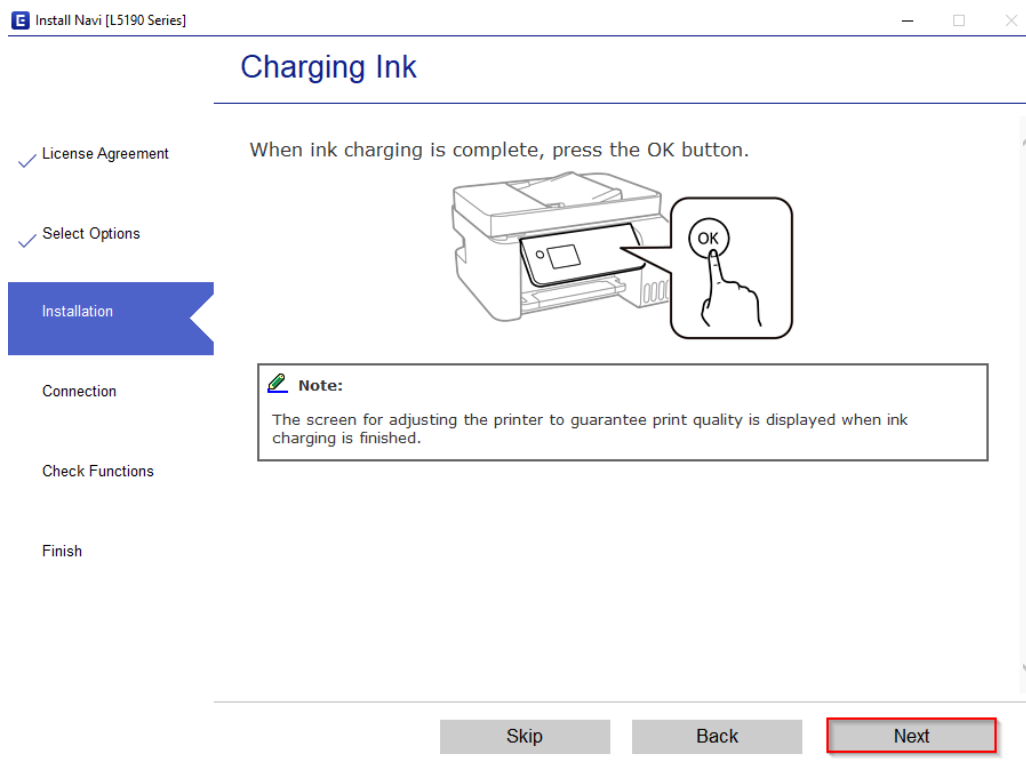 E Install Navi [L5190 Series]
Charging Ink
License Agreement
Select Options
Installation
Connection
Check Functions
Finish
When ink charging is complete, press the OK button.
OK
Note:
The screen for adjusting the printer to guarantee print quality is displayed when ink
charging is finished.
Skip
Back
Next